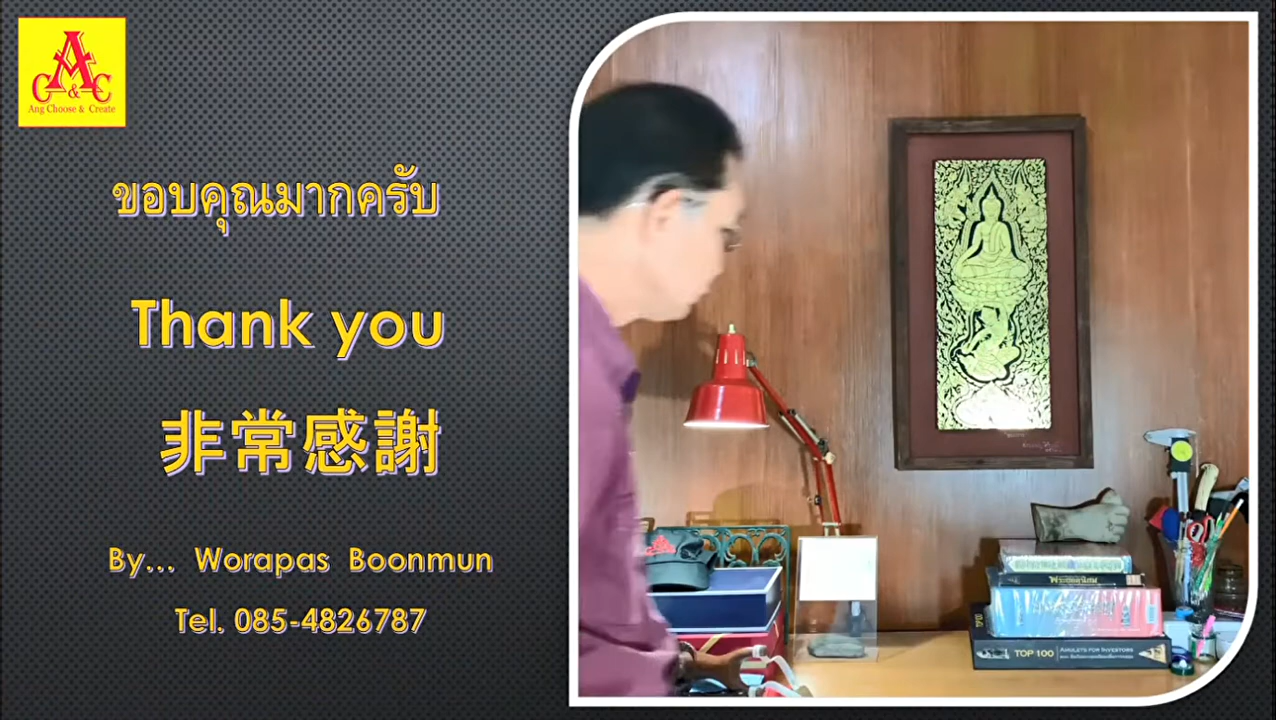 A
C & C
Ang Choose & Create
ขอบคุณมากครับ
Thank you
非常感謝
By... Worapas Boonmun
Tel. 085-4826787
TOP 100 AMULETS FOR INVESTORS